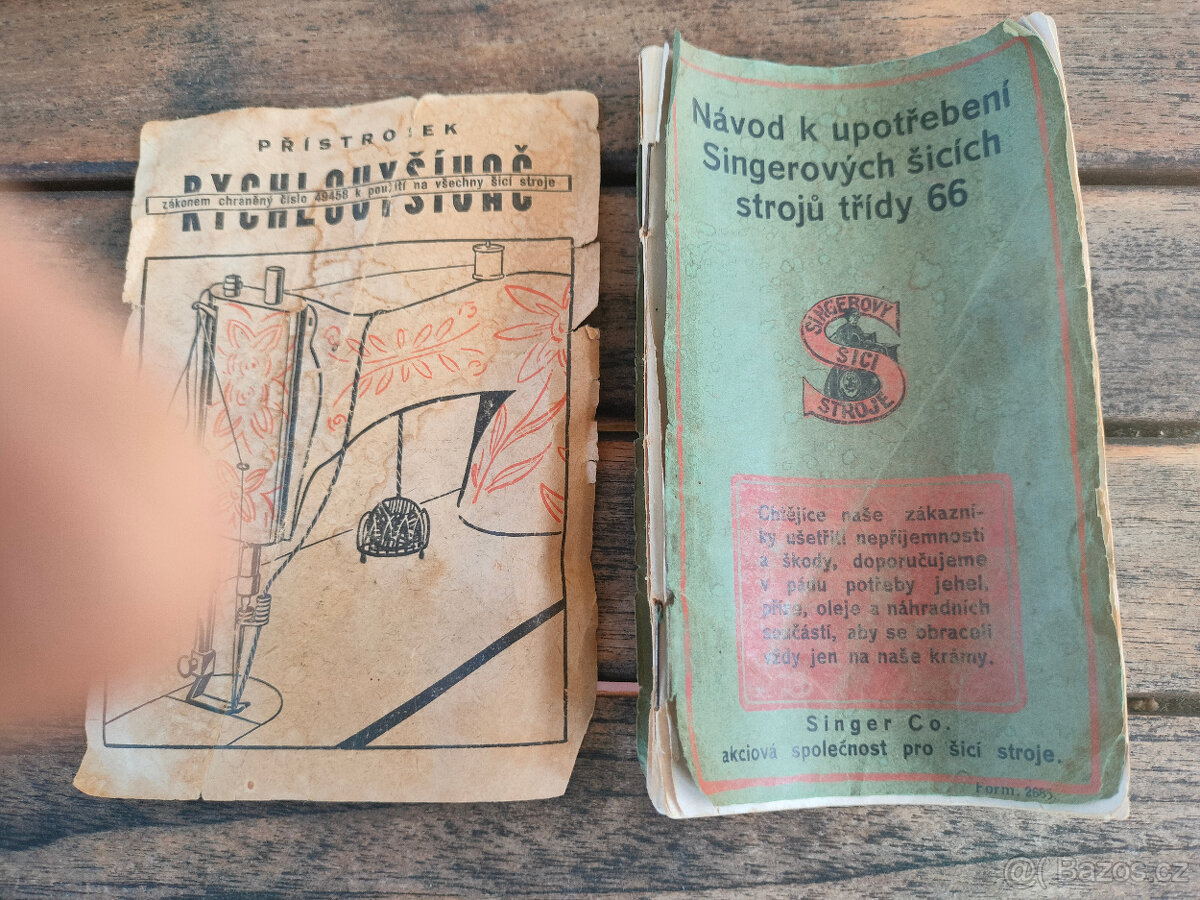 PŘÍSTROJEK
RYCHLOVYŠÍVAČ
zákonem chráněný číslo 49458 k použití na všechny šicí stroje
Návod k upotřebení
Singerových šicích
strojů třídy 66
SINGEROVY
ŠICÍ
STROJE
Chtějíce naše zákazní-
ky ušetřiti nepříjemností
a škody, doporučujeme
v pádu potřeby jehel,
příze, oleje a náhradních
součástí, aby se obraceli
vždy jen na naše krámy.
Singer Co.
akciová společnost pro šicí stroje.
Form.
@( Bazos.cz